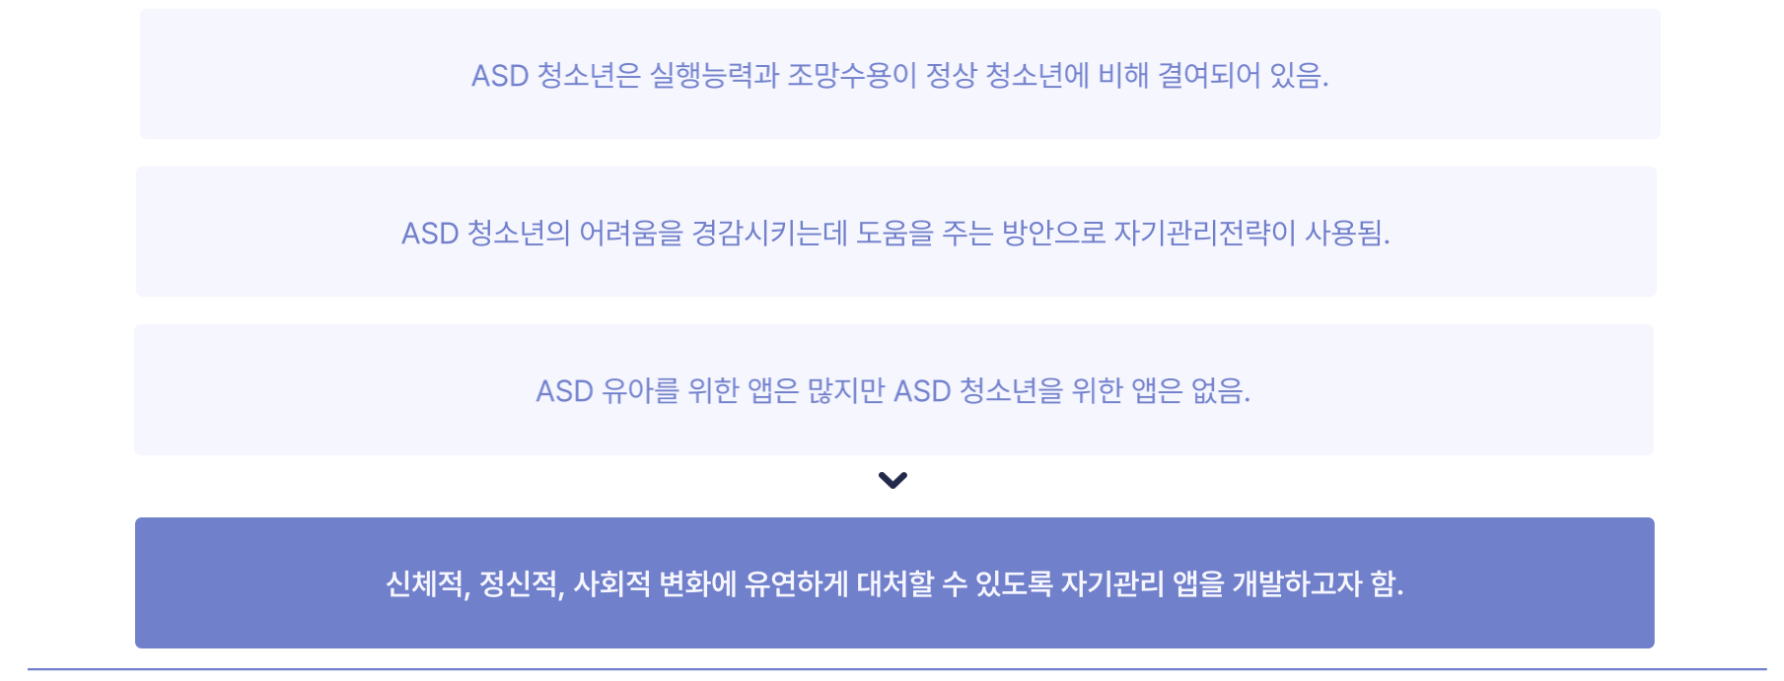 ASD 청소년은 실행능력과 조망수용이 정상 청소년에 비해 결여되어 있음.
ASD 청소년의 어려움을 경감시키는데 도움을 주는 방안으로 자기관리전략이 사용됨.
ASD 유아를 위한 앱은 많지만 ASD 청소년을 위한 앱은 없음.
신체적, 정신적, 사회적 변화에 유연하게 대처할 수 있도록 자기관리 앱을 개발하고자 함.